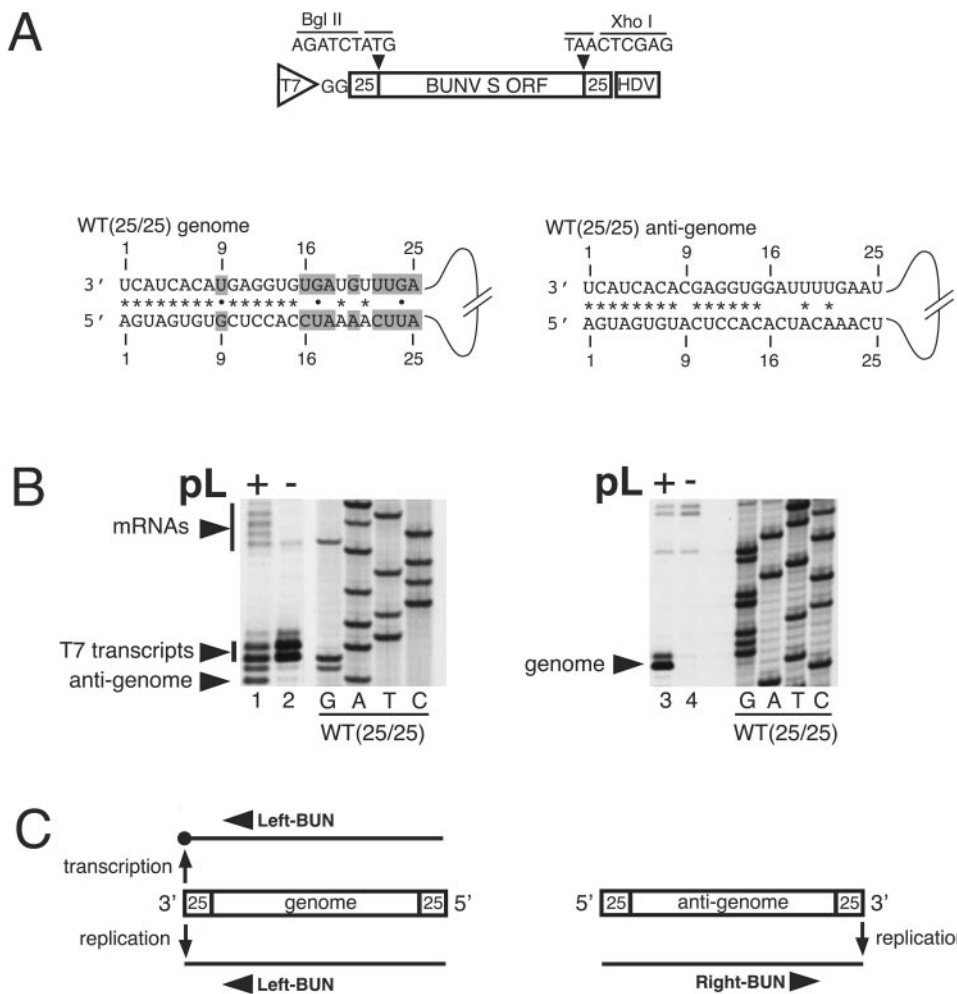 A
Bgl II
AGATCTATG
Xho I
TAACTCGAG
T7 GG 25 BUNV S ORF 25 HDV
WT(25/25) genome
1 9 16 25
3' UCAUCACAUGAGGUGUGAUGUUUGA
********•****** • * * •
5' AGUAGUGUGCUCCACCUAAAACUUA
1 9 16 25
WT(25/25) anti-genome
1 9 16 25
3' UCAUCACACGAGGUGGAUUUUGAAU
******** ****** * *
5' AGUAGUGUACUCCACACUACAAACU
1 9 16 25
B
pL + -
mRNAs
T7 transcripts
anti-genome
1 2 G A T C
WT(25/25)
pL + -
genome
3 4 G A T C
WT(25/25)
C
Left-BUN
transcription
3' 25 genome 25 5'
replication
Left-BUN
5' 25 anti-genome 25 3'
replication
Right-BUN